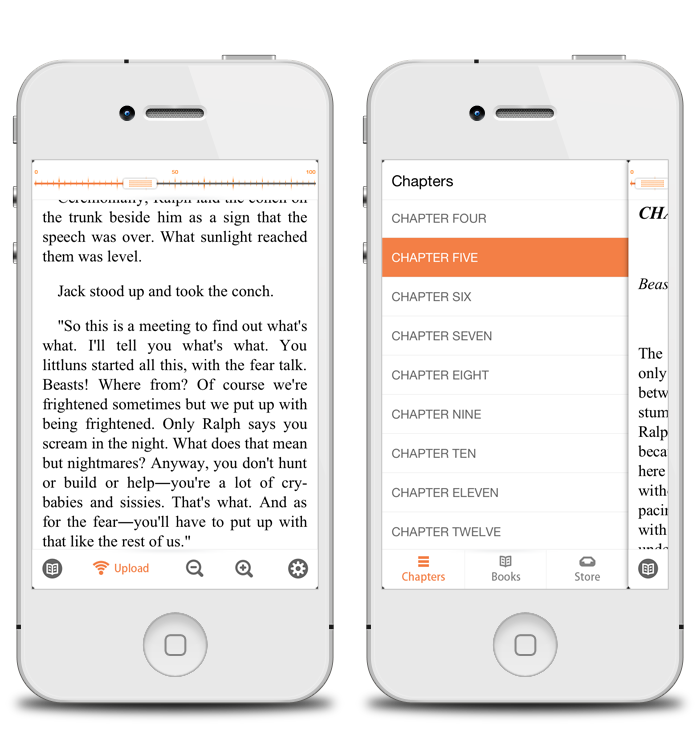 0 50 100
Ceremonially, Ralph laid the conch on
the trunk beside him as a sign that the
speech was over. What sunlight reached
them was level.
Jack stood up and took the conch.
"So this is a meeting to find out what's
what. I'll tell you what's what. You
littluns started all this, with the fear talk.
Beasts! Where from? Of course we're
frightened sometimes but we put up with
being frightened. Only Ralph says you
scream in the night. What does that mean
but nightmares? Anyway, you don't hunt
or build or help—you're a lot of cry-
babies and sissies. That's what. And as
for the fear—you'll have to put up with
that like the rest of us."
Upload
Chapters
CHAPTER FOUR
CHAPTER FIVE
CHAPTER SIX
CHAPTER SEVEN
CHAPTER EIGHT
CHAPTER NINE
CHAPTER TEN
CHAPTER ELEVEN
CHAPTER TWELVE
Chapters
Books
Store
0
CHA
Beas
The
only
betw
stum
Ralp
beca
here
with
pacin
with
unde